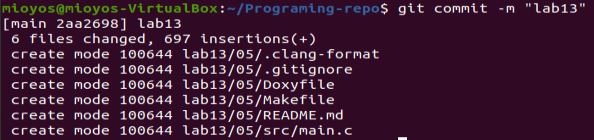 mioyos@mioyos-VirtualBox:~/Programing-repo$ git commit -m "lab13"
[main 2aa2698] lab13
 6 files changed, 697 insertions(+)
 create mode 100644 lab13/05/.clang-format
 create mode 100644 lab13/05/.gitignore
 create mode 100644 lab13/05/Doxyfile
 create mode 100644 lab13/05/Makefile
 create mode 100644 lab13/05/README.md
 create mode 100644 lab13/05/src/main.c